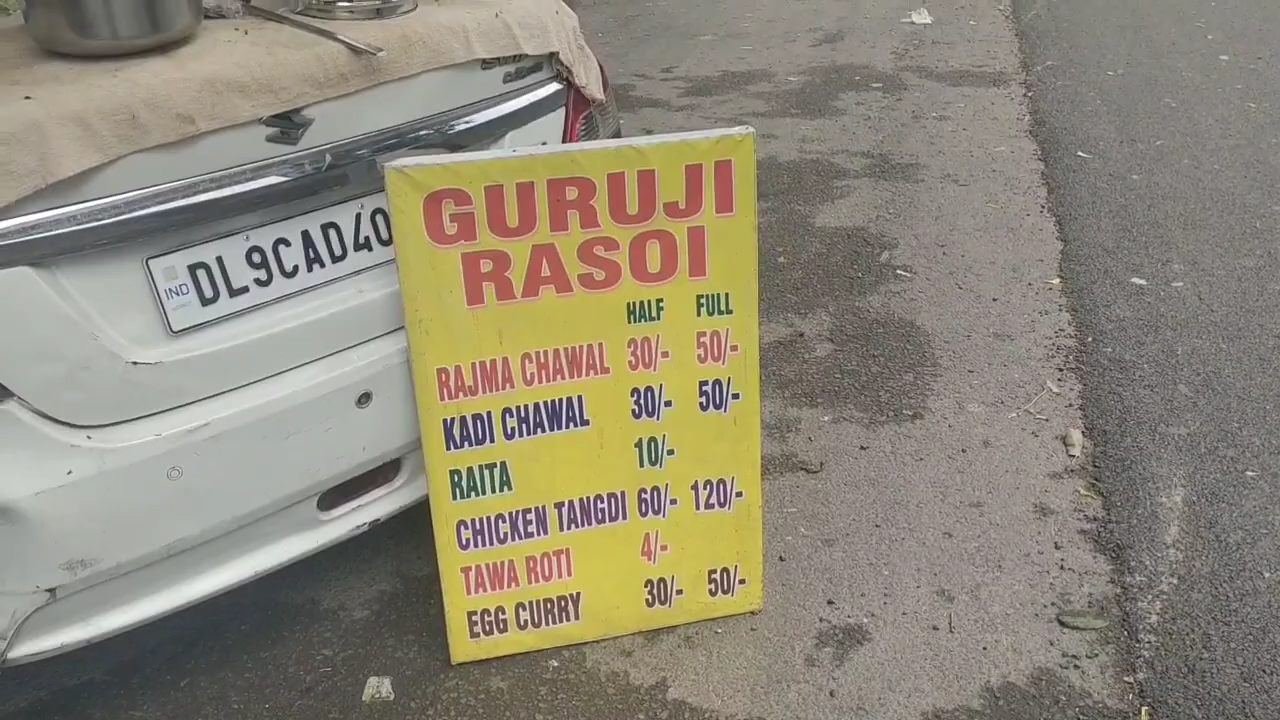 DL9CAD40
IND
GURUJI
RASOI
HALF FULL
RAJMA CHAWAL 30/- 50/-
KADI CHAWAL 30/- 50/-
RAITA 10/-
CHICKEN TANGDI 60/- 120/-
TAWA ROTI 4/-
EGG CURRY 30/- 50/-